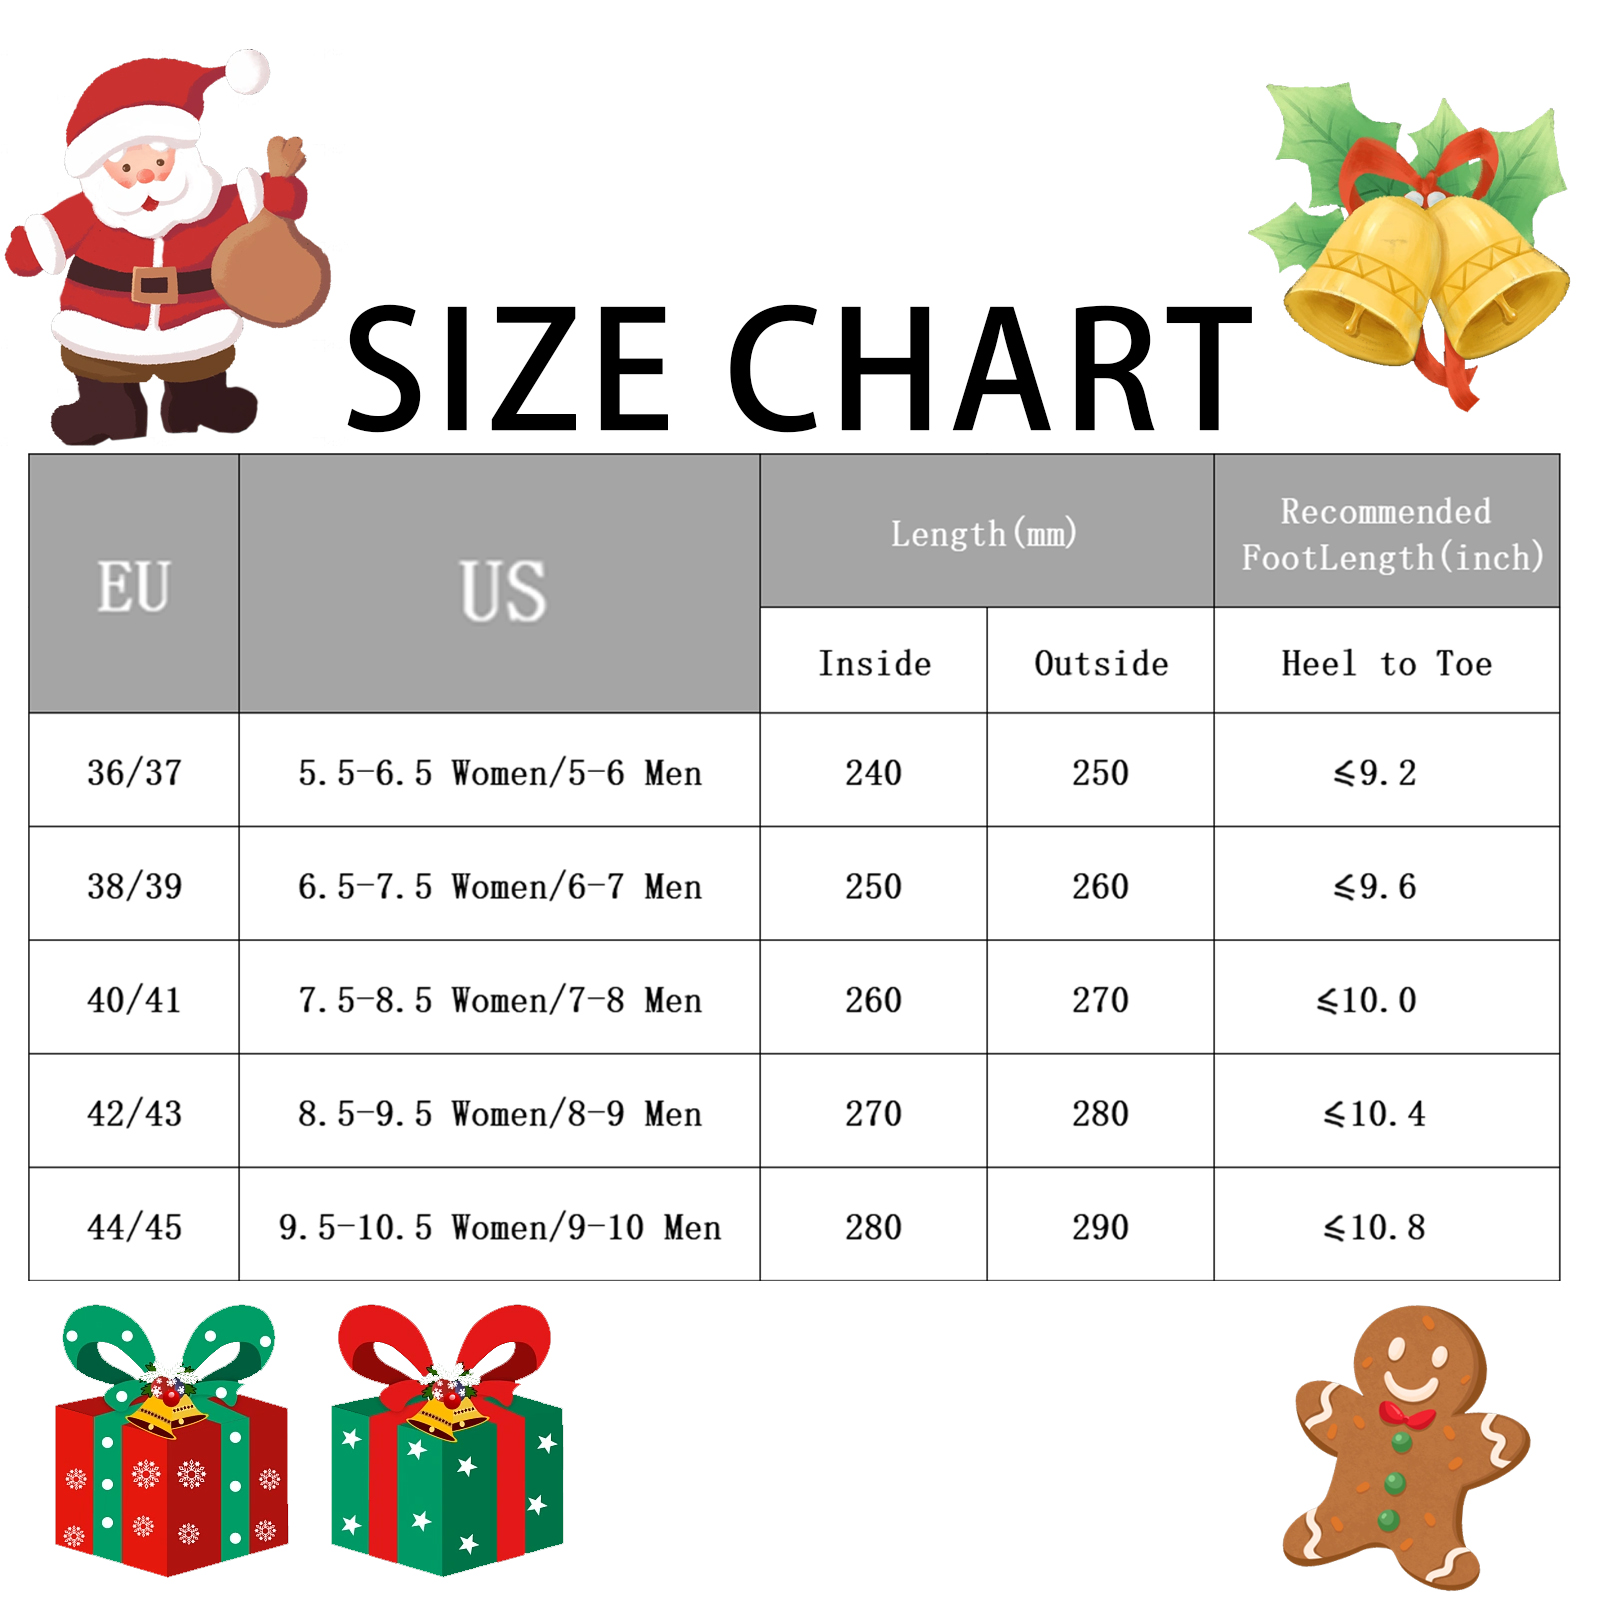 SIZE CHART
EU US Length(mm) Recommended
FootLength(inch)
Inside Outside Heel to Toe
36/37 5.5-6.5 Women/5-6 Men 240 250 ⩽9.2
38/39 6.5-7.5 Women/6-7 Men 250 260 ⩽9.6
40/41 7.5-8.5 Women/7-8 Men 260 270 ⩽10.0
42/43 8.5-9.5 Women/8-9 Men 270 280 ⩽10.4
44/45 9.5-10.5 Women/9-10 Men 280 290 ⩽10.8